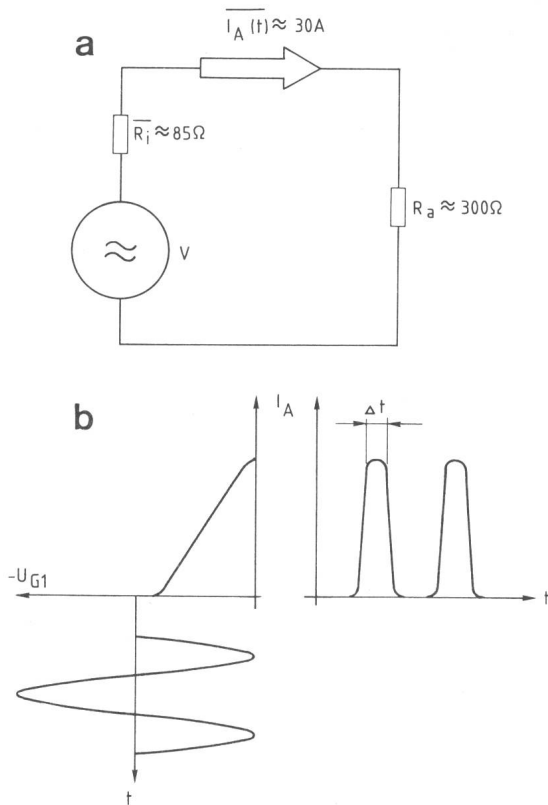 a
I_A(t) ≈ 30A
R_i ≈ 85Ω
≈
V
R_a ≈ 300Ω
b
I_A
Δt
-U_G1
t
t